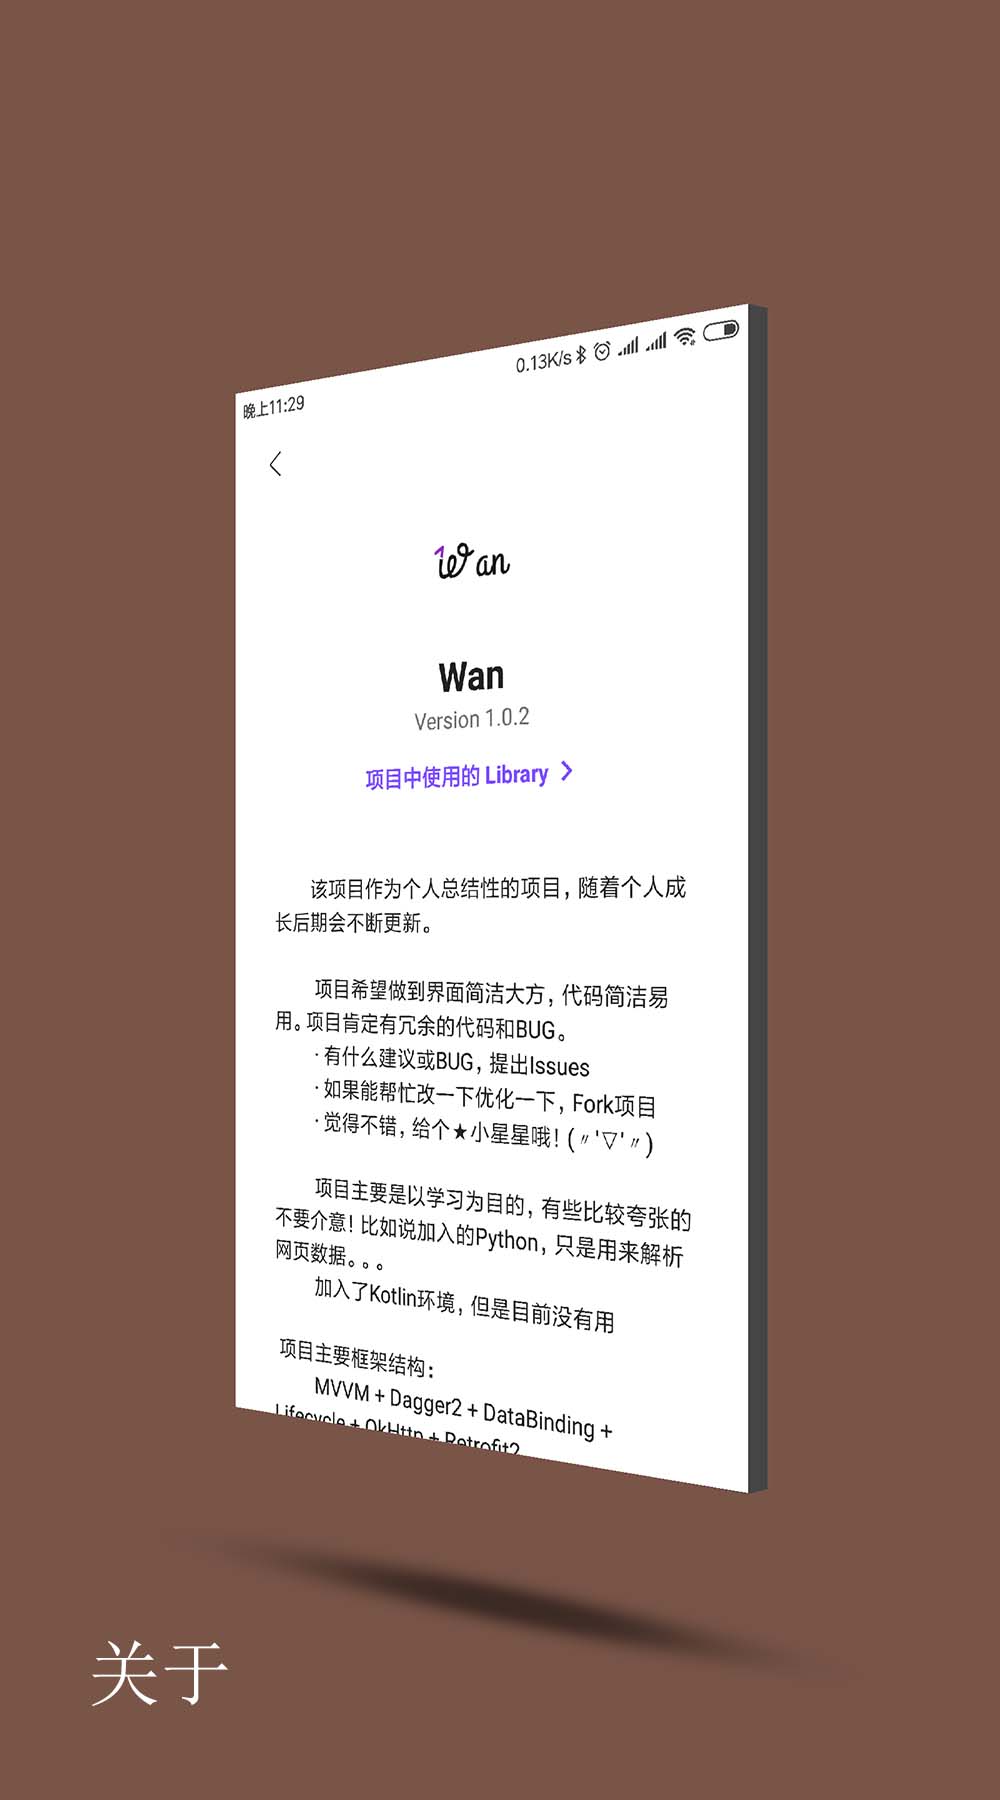 晚上11:29 0.13K/s
Wan
Wan
Version 1.0.2
项目中使用的 Library
该项目作为个人总结性的项目，随着个人成
长后期会不断更新。
项目希望做到界面简洁大方，代码简洁易
用。项目肯定有冗余的代码和BUG。
· 有什么建议或BUG，提出Issues
· 如果能帮忙改一下优化一下，Fork项目
· 觉得不错，给个★小星星哦！(〃'▽'〃)
项目主要是以学习为目的，有些比较夸张的
不要介意！比如说加入的Python，只是用来解析
网页数据。。。
加入了Kotlin环境，但是目前没有用
项目主要框架结构：
MVVM + Dagger2 + DataBinding +
Lifecycle + OkHttp + Retrofit2
关于